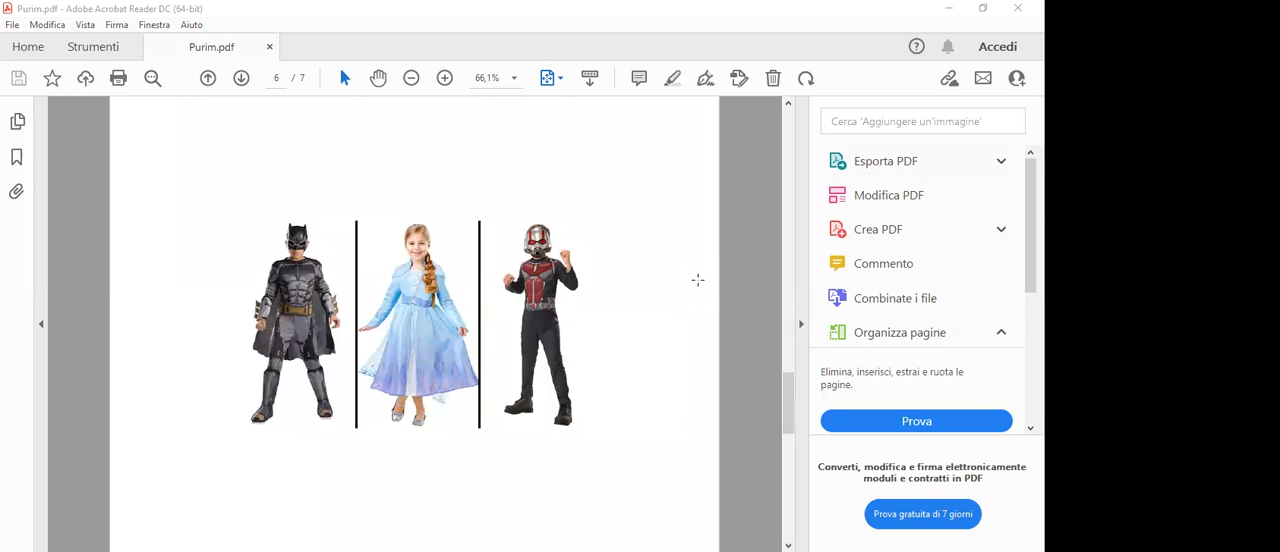 Purim.pdf - Adobe Acrobat Reader DC (64-bit)
File Modifica Vista Firma Finestra Aiuto
Home Strumenti Purim.pdf × Accedi
6 / 7 66,1%
Cerca 'Aggiungere un'immagine'
Esporta PDF
Modifica PDF
Crea PDF
Commento
Combinate i file
Organizza pagine
Elimina, inserisci, estrai e ruota le
pagine.
Prova
Converti, modifica e firma elettronicamente
moduli e contratti in PDF
Prova gratuita di 7 giorni